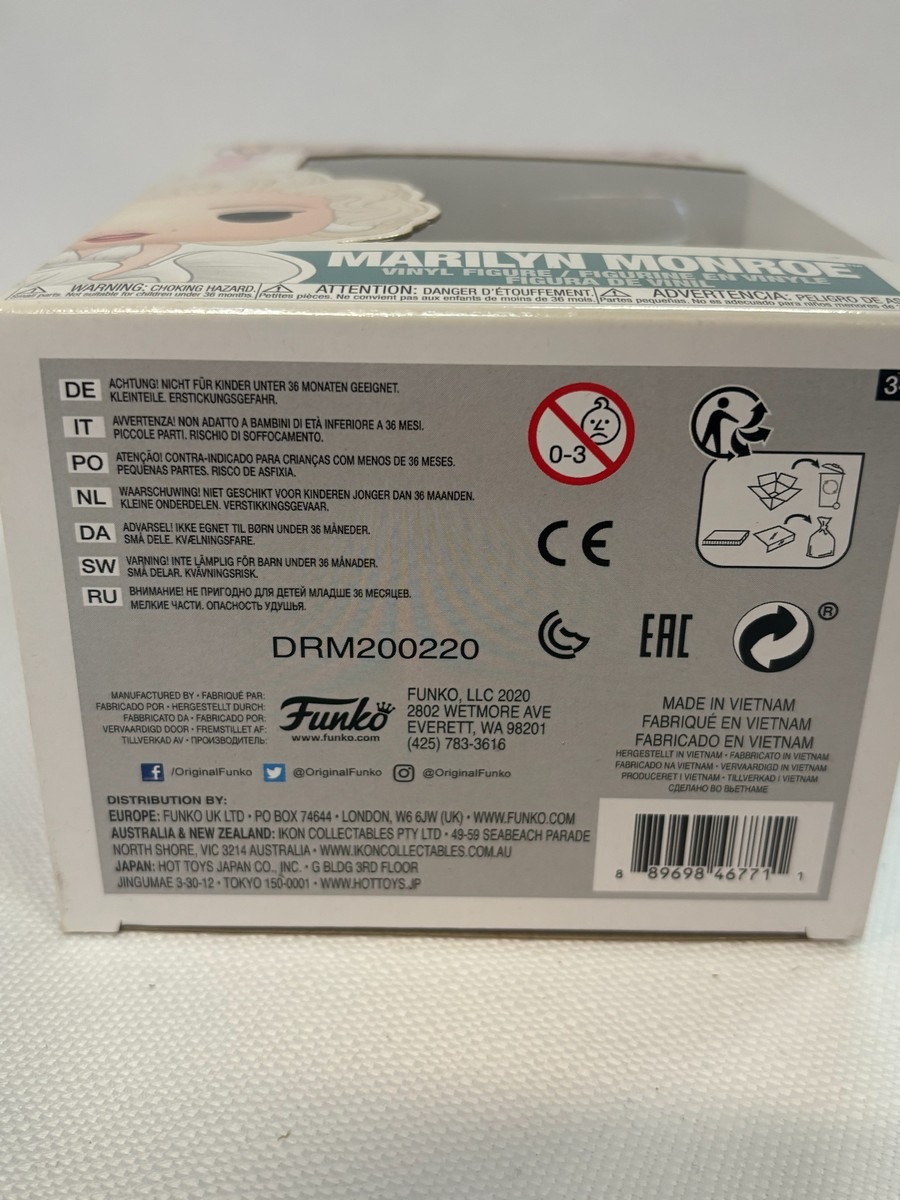 MARILYN MONROE
VINYL FIGURE / FIGURINE EN VINYLE
FIGURA DE
WARNING: CHOKING HAZARD.
parts. Not suitable for children under 36 months.
ATTENTION: DANGER D'ÉTOUFFEMENT.
Petites pièces. Ne convient pas aux enfants de moins de 36 mois.
ADVERTENCIA: PELIGRO DE
Partes pequeñas. No es adecuado para niños menores de
DE ACHTUNG! NICHT FÜR KINDER UNTER 36 MONATEN GEEIGNET.
KLEINTEILE. ERSTICKUNGSGEFAHR.
IT AVVERTENZA! NON ADATTO A BAMBINI DI ETÀ INFERIORE A 36 MESI.
PICCOLE PARTI. RISCHIO DI SOFFOCAMENTO.
PO ATENÇÃO! CONTRA-INDICADO PARA CRIANÇAS COM MENOS DE 36 MESES.
PEQUENAS PARTES. RISCO DE ASFIXIA.
NL WAARSCHUWING! NIET GESCHIKT VOOR KINDEREN JONGER DAN 36 MAANDEN.
KLEINE ONDERDELEN. VERSTIKKINGSGEVAAR.
DA ADVARSEL! IKKE EGNET TIL BØRN UNDER 36 MÅNEDER.
SMÅ DELE. KVÆLNINGSFARE.
SW VARNING! INTE LÄMPLIG FÖR BARN UNDER 36 MÅNADER.
SMÅ DELAR. KVÄVNINGSRISK.
RU ВНИМАНИЕ! НЕ ПРИГОДНО ДЛЯ ДЕТЕЙ МЛАДШЕ 36 МЕСЯЦЕВ.
МЕЛКИЕ ЧАСТИ. ОПАСНОСТЬ УДУШЬЯ.
0-3
CE
DRM200220
EAC
®
MANUFACTURED BY • FABRIQUÉ PAR:
FABRICADO POR • HERGESTELLT DURCH:
FABBRICATO DA • FABRICADO POR:
VERVAARDIGD DOOR • FREMSTILLET AF:
TILLVERKAD AV • ПРОИЗВОДИТЕЛЬ:
Funko
www.funko.com
FUNKO, LLC 2020
2802 WETMORE AVE
EVERETT, WA 98201
(425) 783-3616
MADE IN VIETNAM
FABRIQUÉ EN VIETNAM
FABRICADO EN VIETNAM
HERGESTELLT IN VIETNAM • FABBRICATO IN VIETNAM
FABRICADO NA VIETNAM • VERVAARDIGD IN VIETNAM
PRODUCERET I VIETNAM • TILLVERKAD I VIETNAM
СДЕЛАНО ВО ВЬЕТНАМЕ
f /OriginalFunko @OriginalFunko @OriginalFunko
DISTRIBUTION BY:
EUROPE: FUNKO UK LTD • PO BOX 74644 • LONDON, W6 6JW (UK) • WWW.FUNKO.COM
AUSTRALIA & NEW ZEALAND: IKON COLLECTABLES PTY LTD • 49-59 SEABEACH PARADE
NORTH SHORE, VIC 3214 AUSTRALIA • WWW.IKONCOLLECTABLES.COM.AU
JAPAN: HOT TOYS JAPAN CO., INC. • G BLDG 3RD FLOOR
JINGUMAE 3-30-12 • TOKYO 150-0001 • WWW.HOTTOYS.JP
8 89698 46771 1